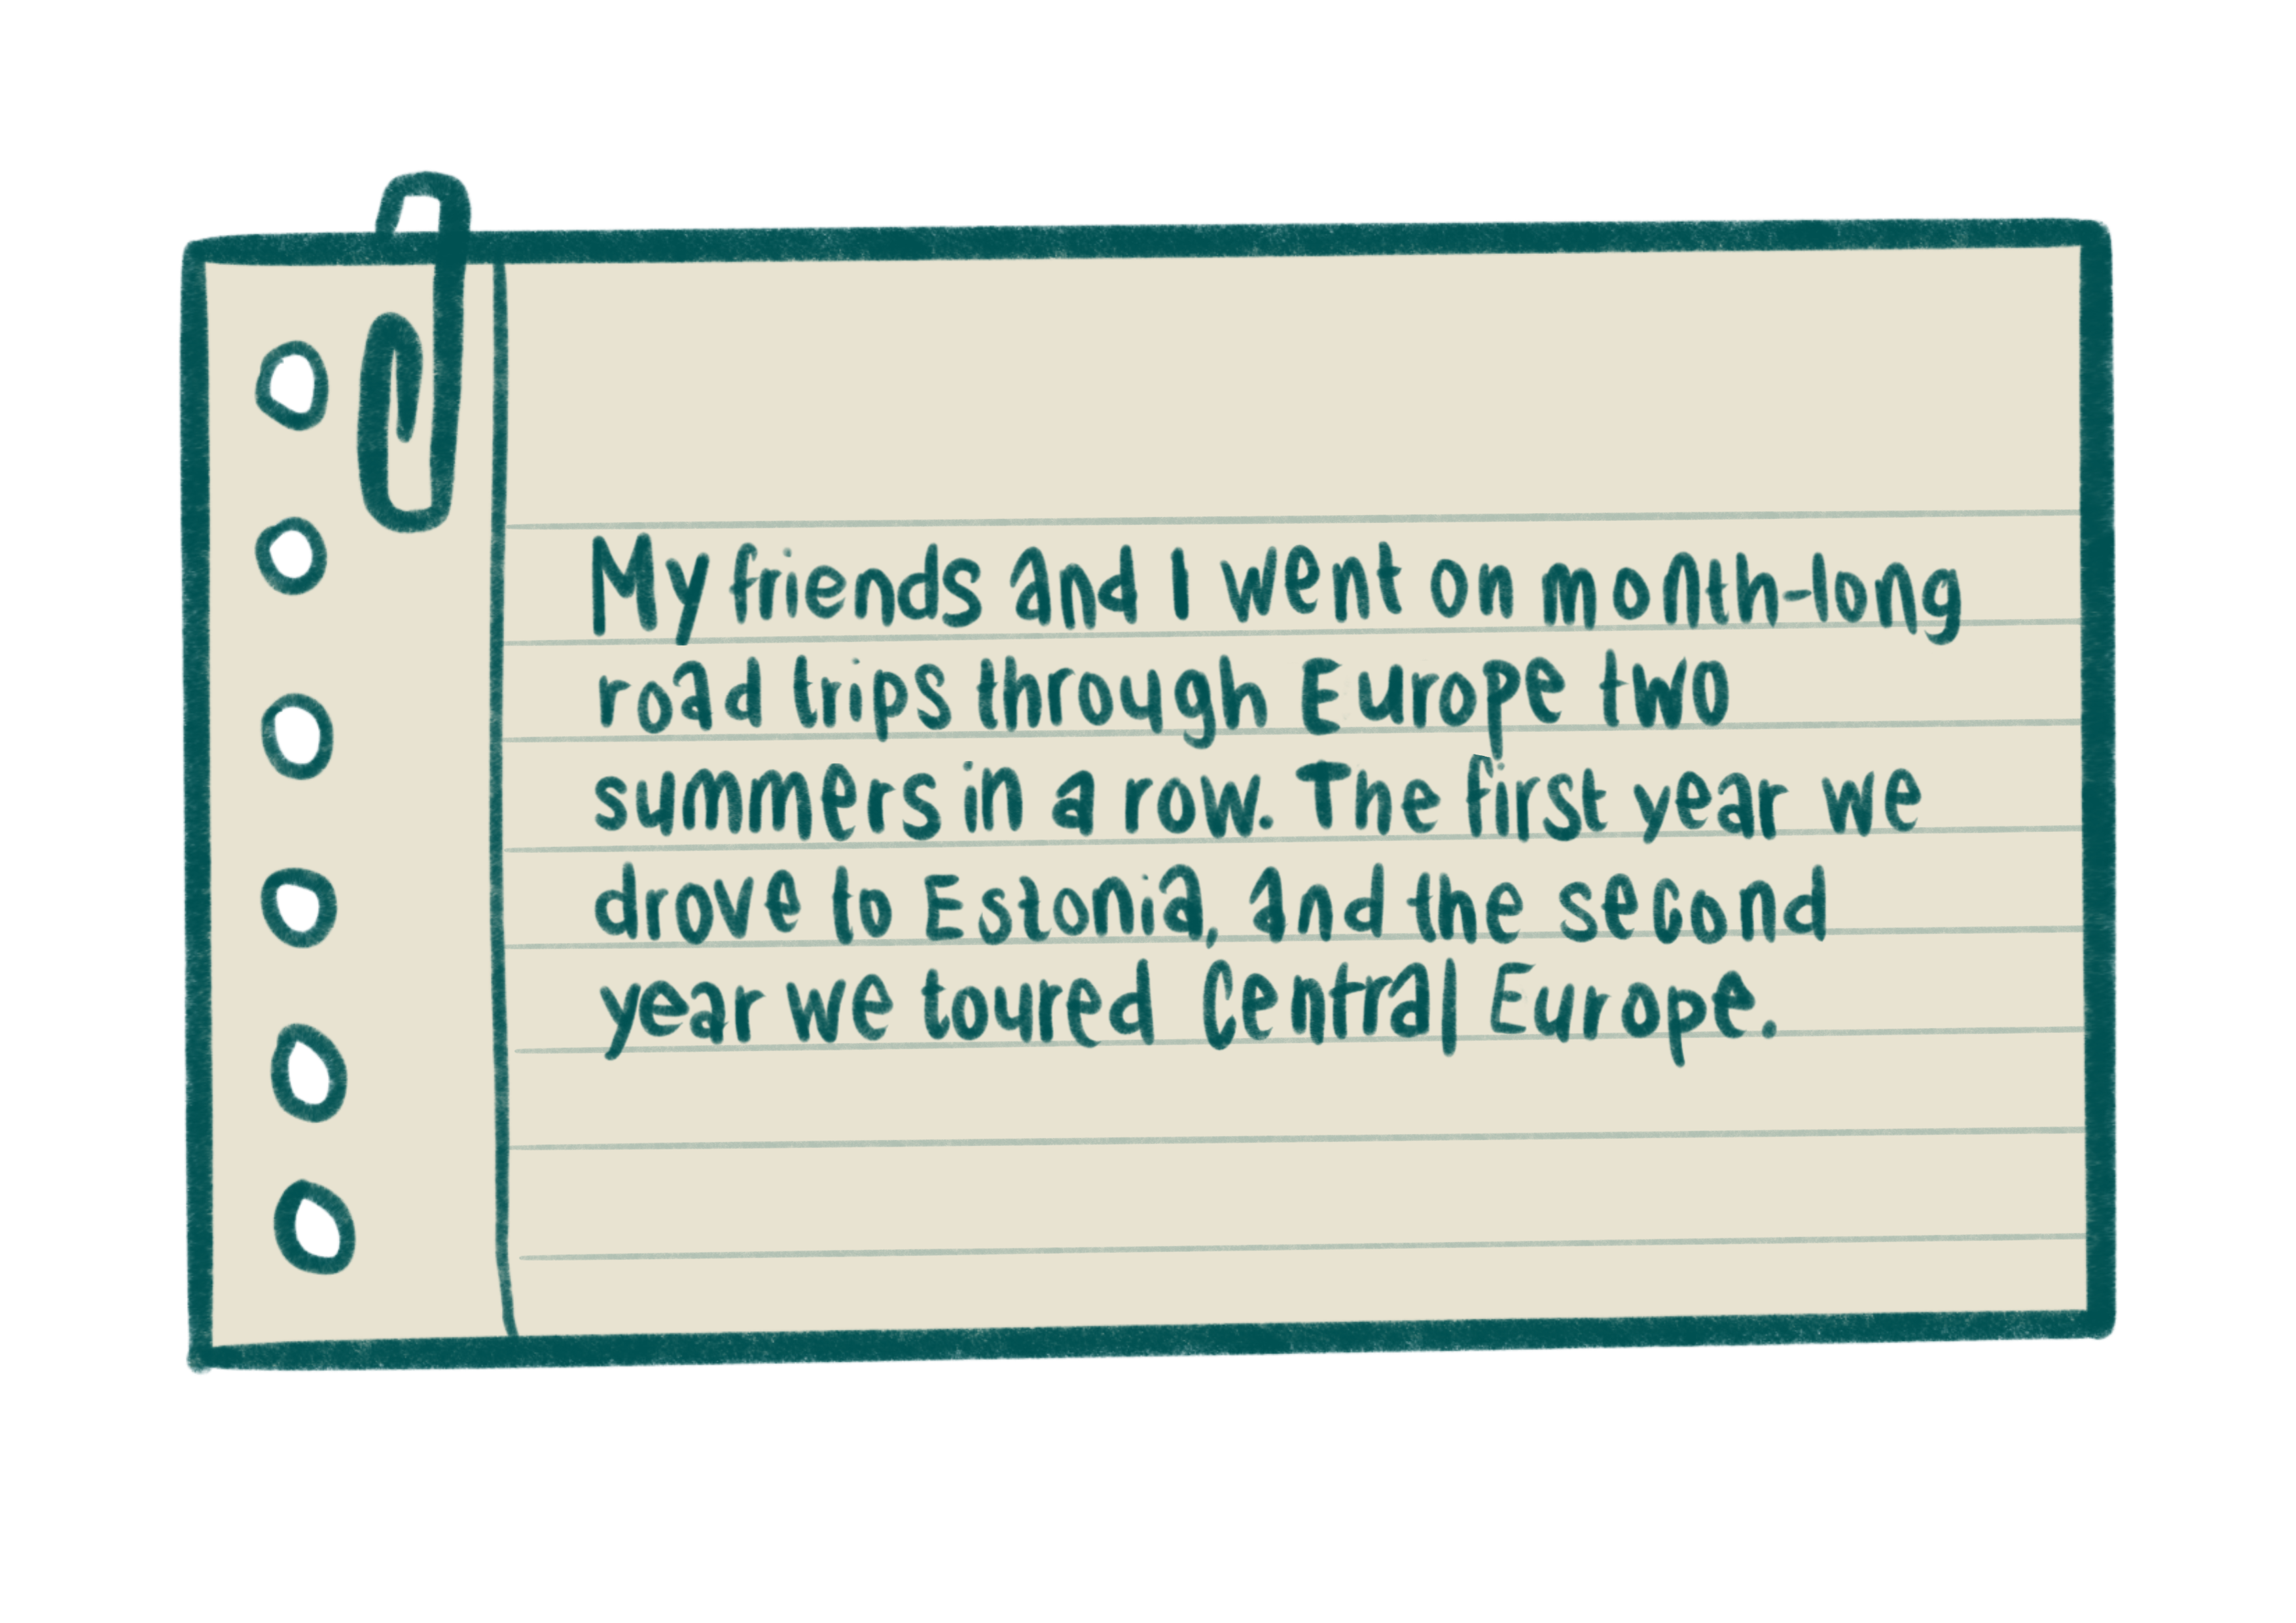 My friends and I went on month-long
road trips through Europe two
summers in a row. The first year we
drove to Estonia, and the second
year we toured Central Europe.